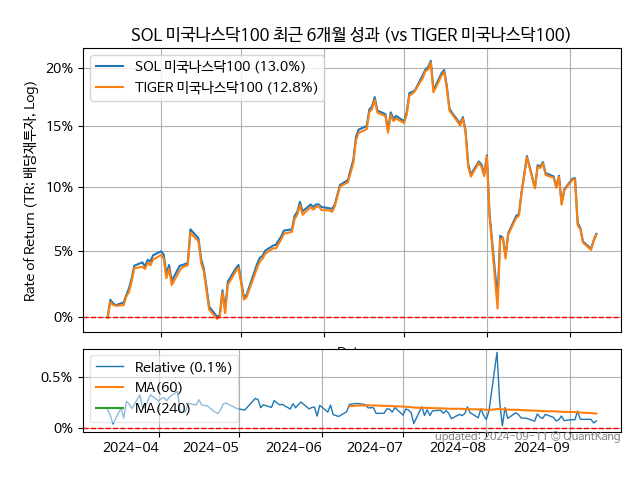 SOL 미국나스닥100 최근 6개월 성과 (vs TIGER 미국나스닥100)
Rate of Return (TR: 배당재투자, Log)
20%
15%
10%
5%
0%
SOL 미국나스닥100 (13.0%)
TIGER 미국나스닥100 (12.8%)
0.5%
0%
Relative (0.1%)
MA(60)
MA(240)
updated: 2024-09-11 © QuantKang
2024-04 2024-05 2024-06 2024-07 2024-08 2024-09